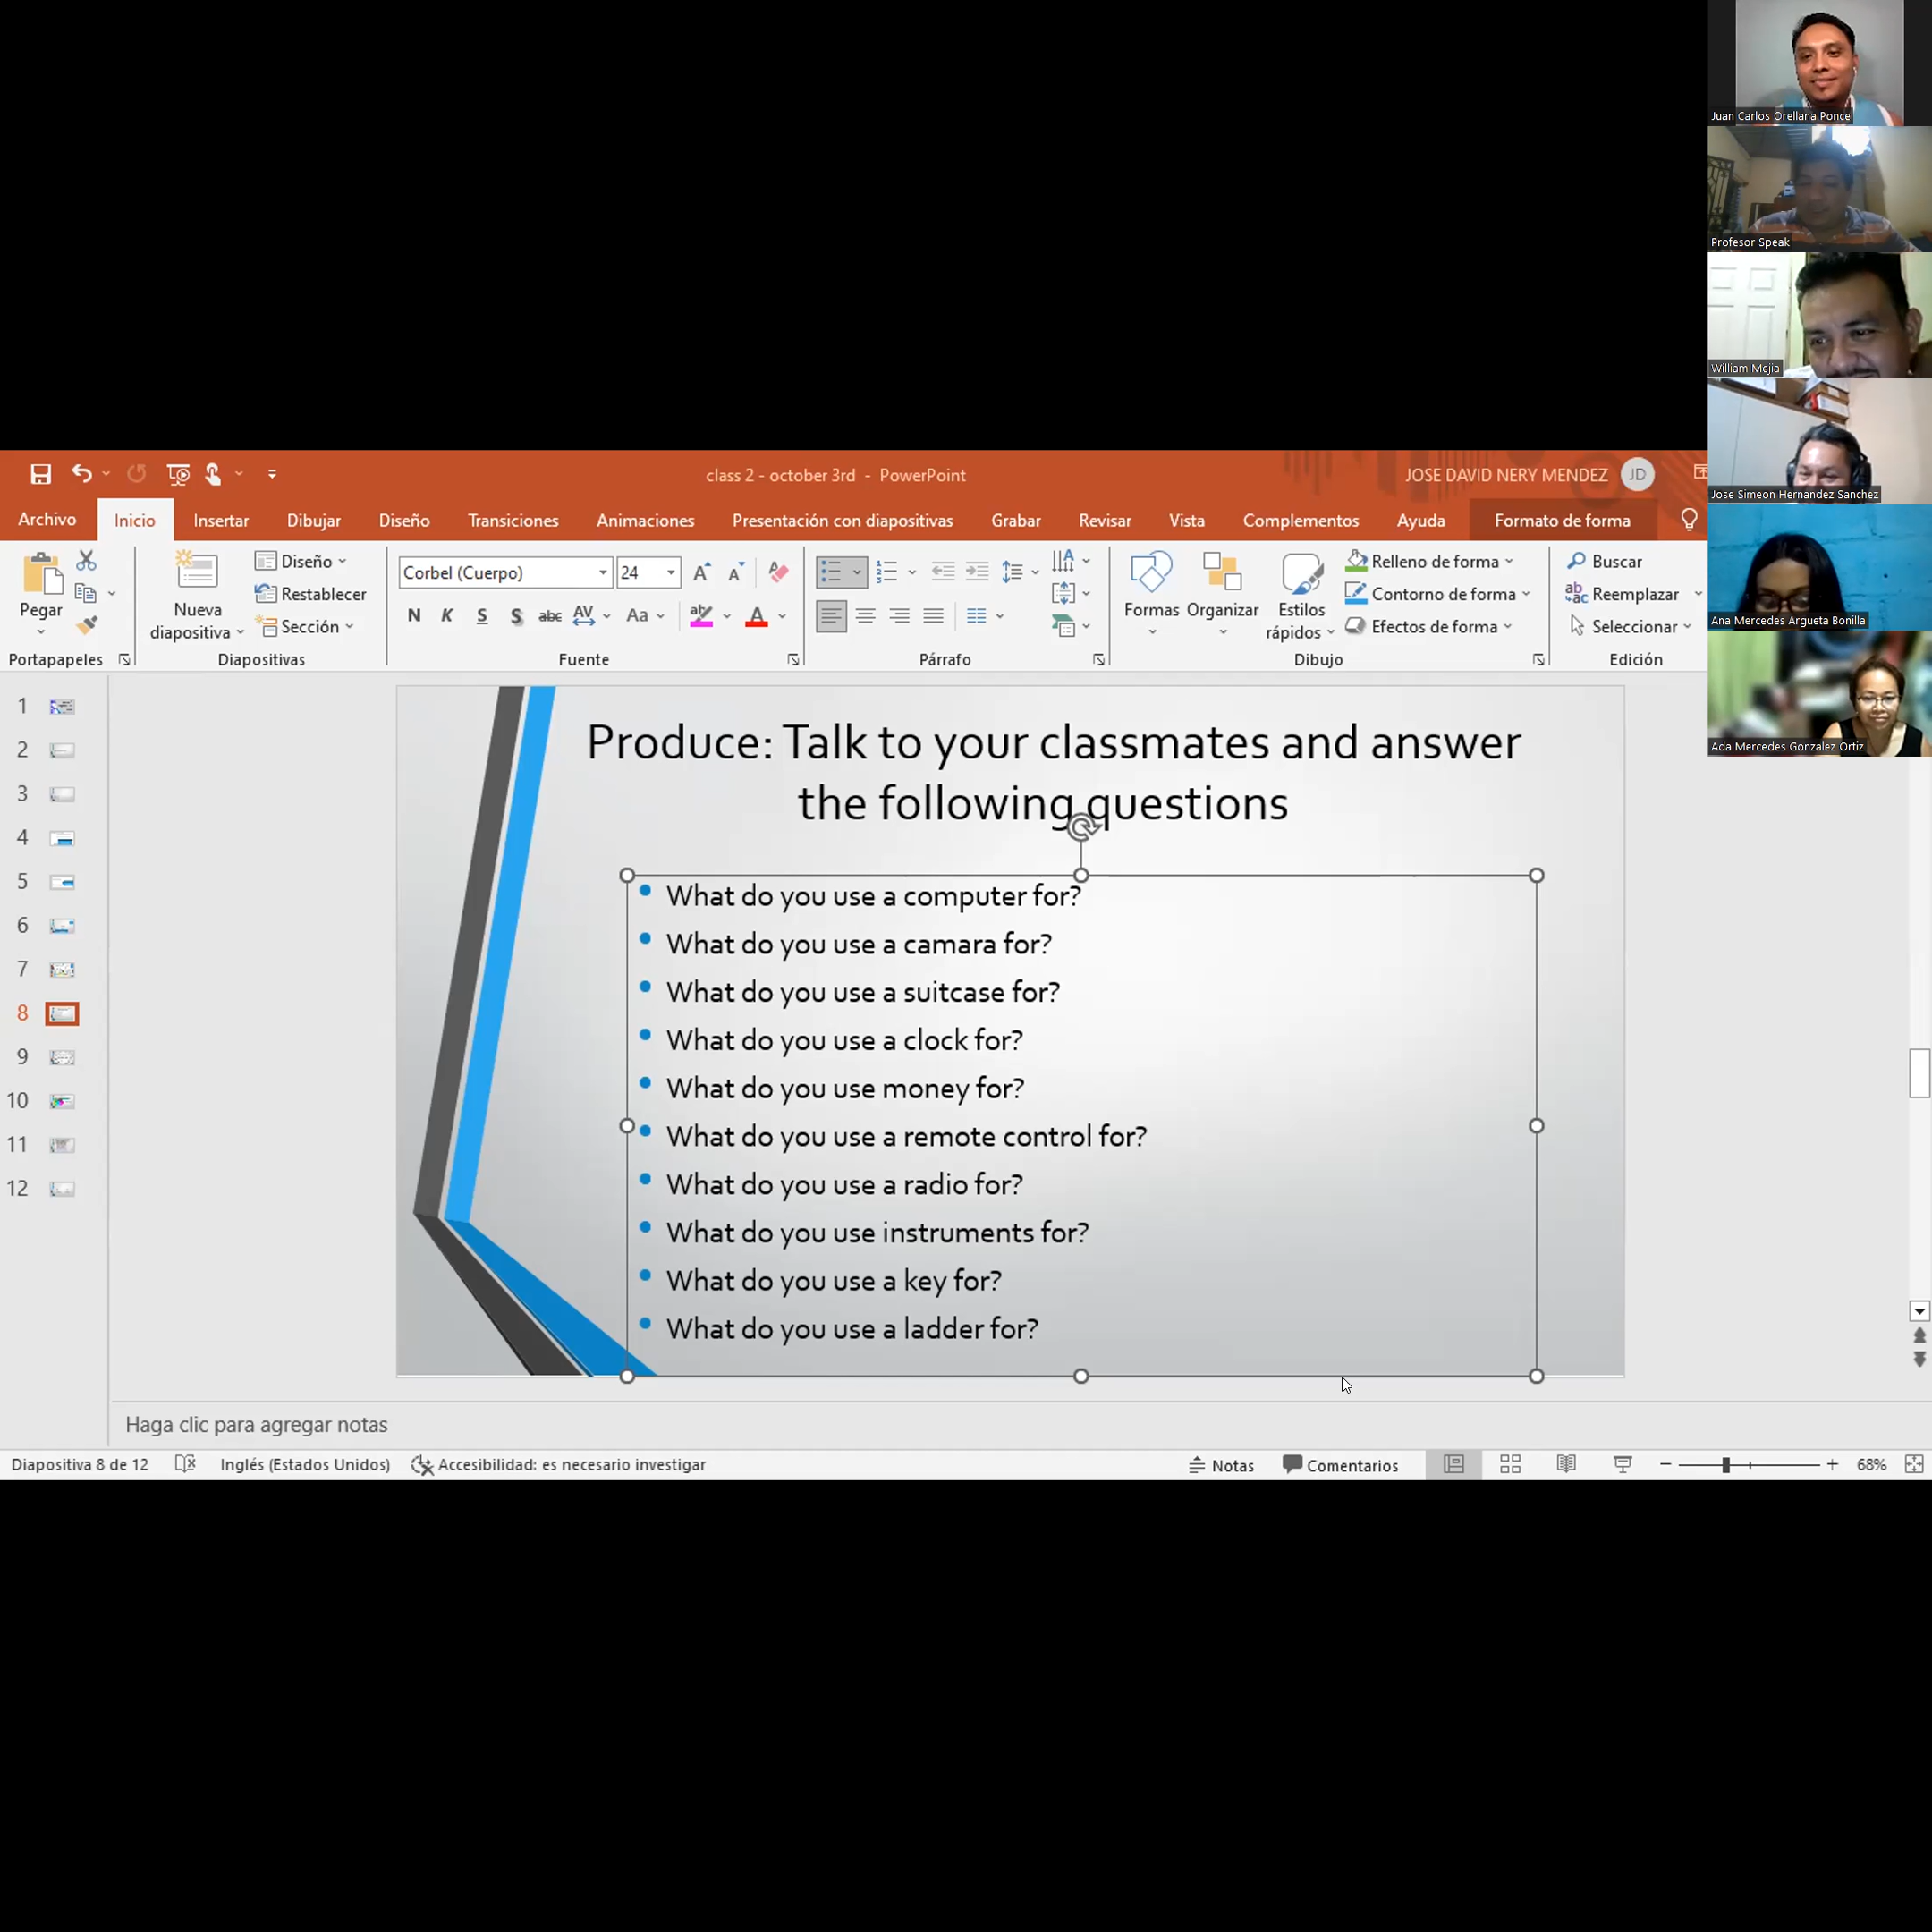 class 2 - october 3rd - PowerPoint
JOSE DAVID NERY MENDEZ
JD
Archivo
Inicio
Insertar
Dibujar
Diseño
Transiciones
Animaciones
Presentación con diapositivas
Grabar
Revisar
Vista
Complementos
Ayuda
Formato de forma
Pegar
Portapapeles
Nueva
diapositiva
Diseño
Restablecer
Sección
Diapositivas
Corbel (Cuerpo)
24
A A
N K S S abc AV Aa A
Fuente
Párrafo
Formas
Organizar
Estilos
rápidos
Relleno de forma
Contorno de forma
Efectos de forma
Dibujo
Buscar
Reemplazar
Seleccionar
Edición
Juan Carlos Orellana Ponce
Profesor Speak
William Mejia
Jose Simeon Hernandez Sanchez
Ana Mercedes Argueta Bonilla
Ada Mercedes Gonzalez Ortiz
1
2
3
4
5
6
7
8
9
10
11
12
Produce: Talk to your classmates and answer
the following questions
• What do you use a computer for?
• What do you use a camara for?
• What do you use a suitcase for?
• What do you use a clock for?
• What do you use money for?
• What do you use a remote control for?
• What do you use a radio for?
• What do you use instruments for?
• What do you use a key for?
• What do you use a ladder for?
Haga clic para agregar notas
Diapositiva 8 de 12
Inglés (Estados Unidos)
Accesibilidad: es necesario investigar
Notas
Comentarios
68%